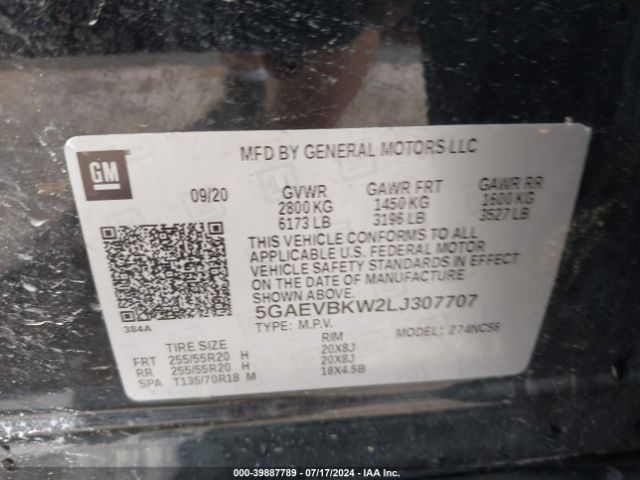 GM
MFD BY GENERAL MOTORS LLC
09/20 GVWR GAWR FRT GAWR RR
2800 KG 1450 KG 1600 KG
6173 LB 3196 LB 3527 LB
THIS VEHICLE CONFORMS TO ALL
APPLICABLE U.S. FEDERAL MOTOR
VEHICLE SAFETY STANDARDS IN EFFECT
ON THE DATE OF MANUFACTURE
SHOWN ABOVE.
384A
5GAEVBKW2LJ307707
TYPE: M.P.V. MODEL: 274NC56
TIRE SIZE RIM
FRT 255/55R20 H 20X8J
RR 255/55R20 H 20X8J
SPA T135/70R18 M 18X4.5B
000-39887789 - 07/17/2024 - IAA Inc.